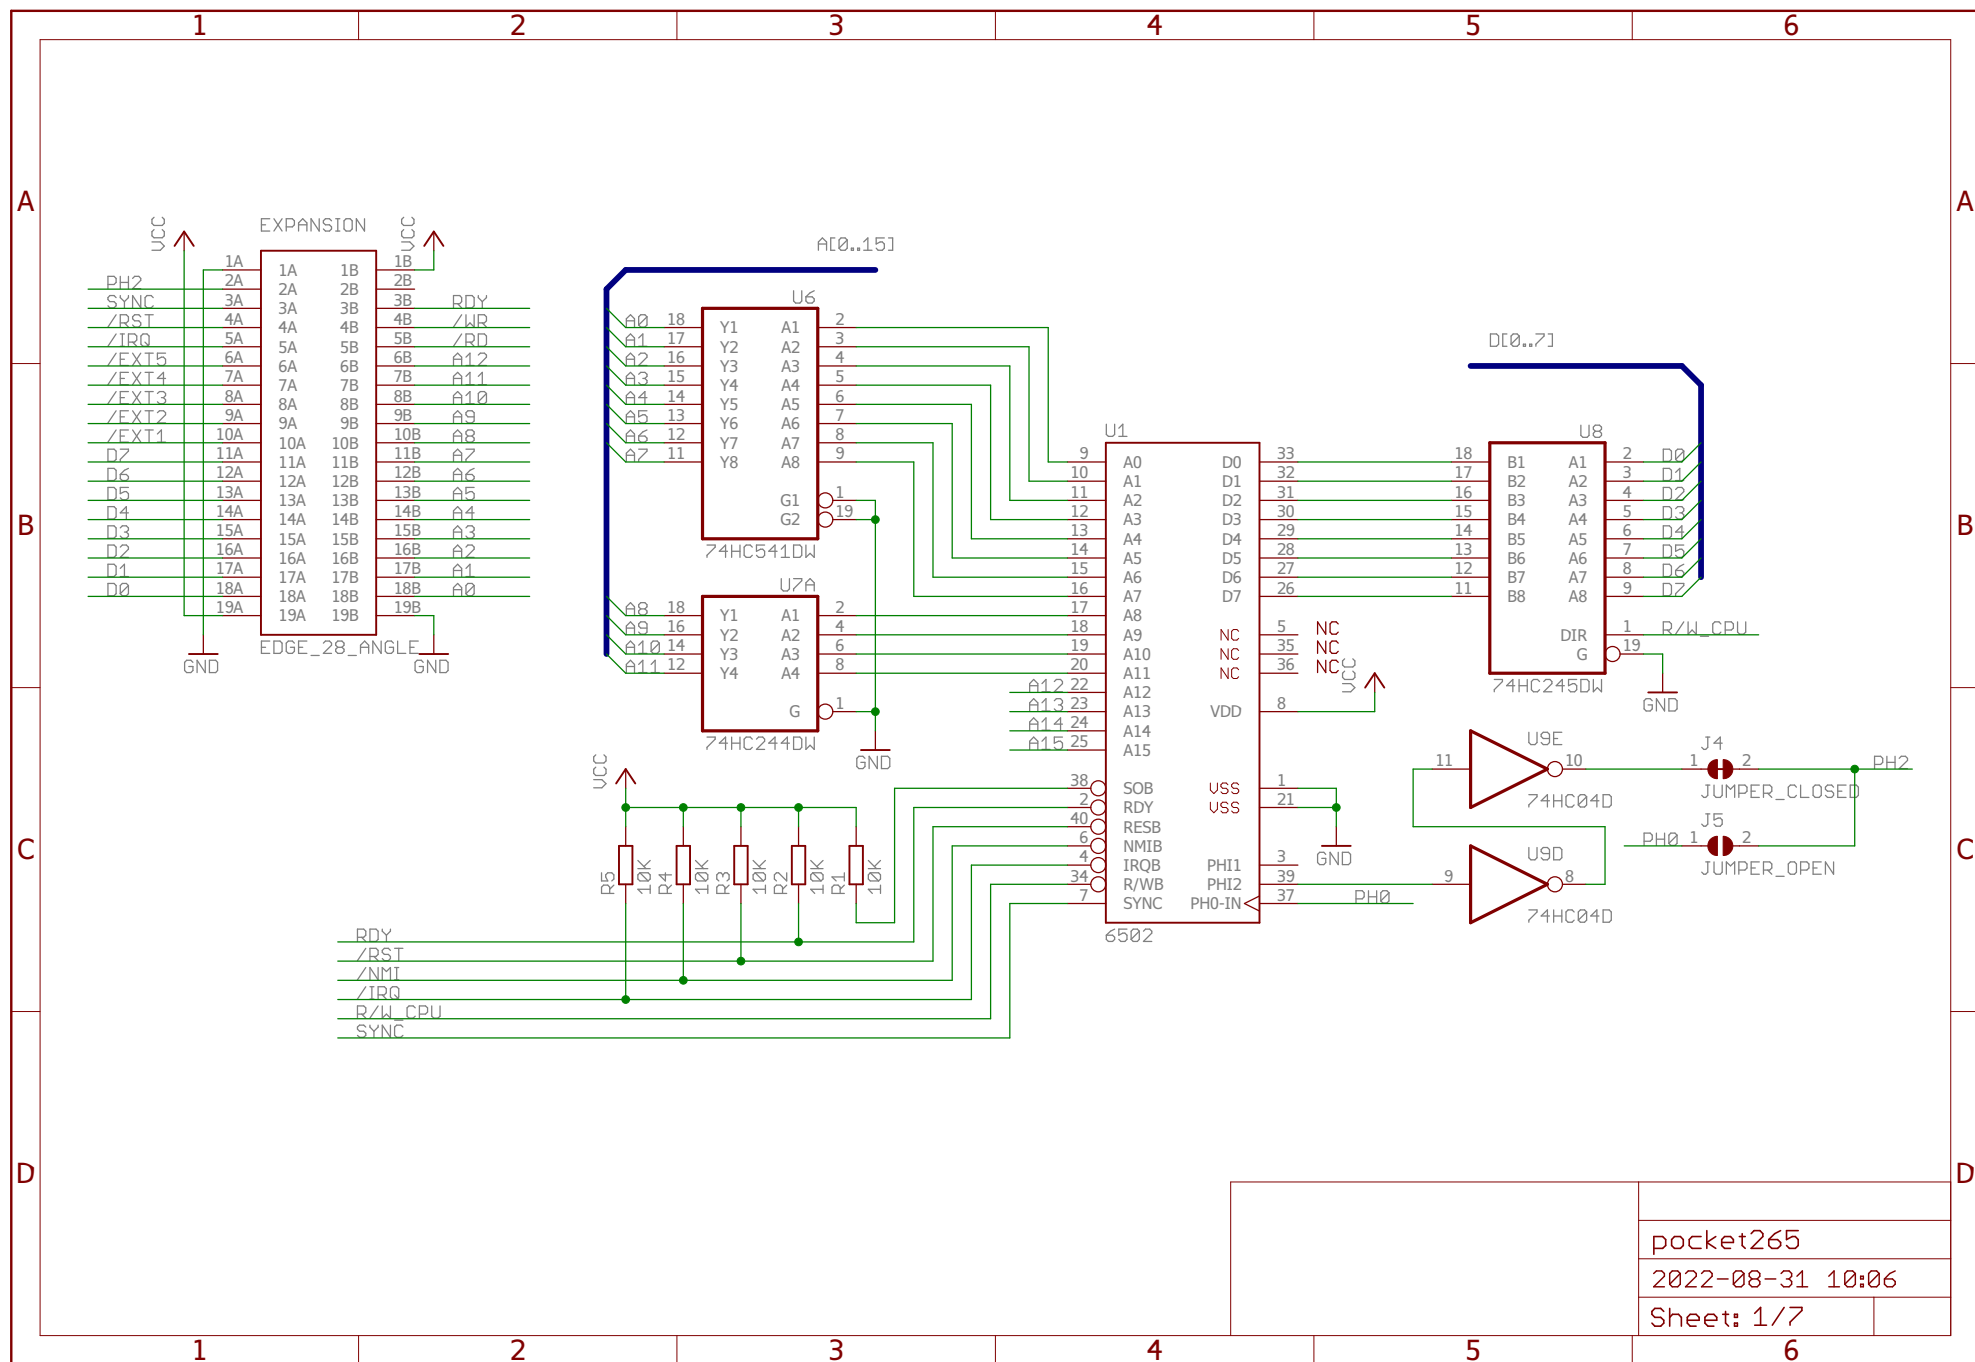 1 2 3 4 5 6
A A
B B
C C
D D
EXPANSION
VCC VCC
1A 1A 1B 1B
PH2 2A 2A 2B 2B
SYNC 3A 3A 3B 3B RDY
/RST 4A 4A 4B 4B /WR
/IRQ 5A 5A 5B 5B /RD
/EXT5 6A 6A 6B 6B A12
/EXT4 7A 7A 7B 7B A11
/EXT3 8A 8A 8B 8B A10
/EXT2 9A 9A 9B 9B A9
/EXT1 10A 10A 10B 10B A8
D7 11A 11A 11B 11B A7
D6 12A 12A 12B 12B A6
D5 13A 13A 13B 13B A5
D4 14A 14A 14B 14B A4
D3 15A 15A 15B 15B A3
D2 16A 16A 16B 16B A2
D1 17A 17A 17B 17B A1
D0 18A 18A 18B 18B A0
19A 19A 19B 19B
EDGE_28_ANGLE
GND GND
A[0..15]
U6
A0 18 Y1 A1 2
A1 17 Y2 A2 3
A2 16 Y3 A3 4
A3 15 Y4 A4 5
A4 14 Y5 A5 6
A5 13 Y6 A6 7
A6 12 Y7 A7 8
A7 11 Y8 A8 9
G1 1
G2 19
74HC541DW
U7A
A8 18 Y1 A1 2
A9 16 Y2 A2 4
A10 14 Y3 A3 6
A11 12 Y4 A4 8
G 1
74HC244DW
GND
U1
9 A0 D0 33
10 A1 D1 32
11 A2 D2 31
12 A3 D3 30
13 A4 D4 29
14 A5 D5 28
15 A6 D6 27
16 A7 D7 26
17 A8
18 A9 NC 5 NC
19 A10 NC 35 NC
20 A11 NC 36 NC
A12 22 A12
A13 23 A13 VDD 8
VCC
A14 24 A14
A15 25 A15
38 SOB VSS 1
2 RDY VSS 21
40 RESB
6 NMIB
4 IRQB PHI1 3
34 R/WB PHI2 39
7 SYNC PH0-IN 37 PH0
6502
GND
D[0..7]
U8
18 B1 A1 2 D0
17 B2 A2 3 D1
16 B3 A3 4 D2
15 B4 A4 5 D3
14 B5 A5 6 D4
13 B6 A6 7 D5
12 B7 A7 8 D6
11 B8 A8 9 D7
DIR 1 R/W_CPU
G 19
74HC245DW
GND
U9E
11 10
74HC04D
J4
1 2 PH2
JUMPER_CLOSED
J5
PH0 1 2
JUMPER_OPEN
U9D
9 8
74HC04D
VCC
R5 10K R4 10K R3 10K R2 10K R1 10K
RDY
/RST
/NMI
/IRQ
R/W_CPU
SYNC
pocket265
2022-08-31 10:06
Sheet: 1/7
1 2 3 4 5 6